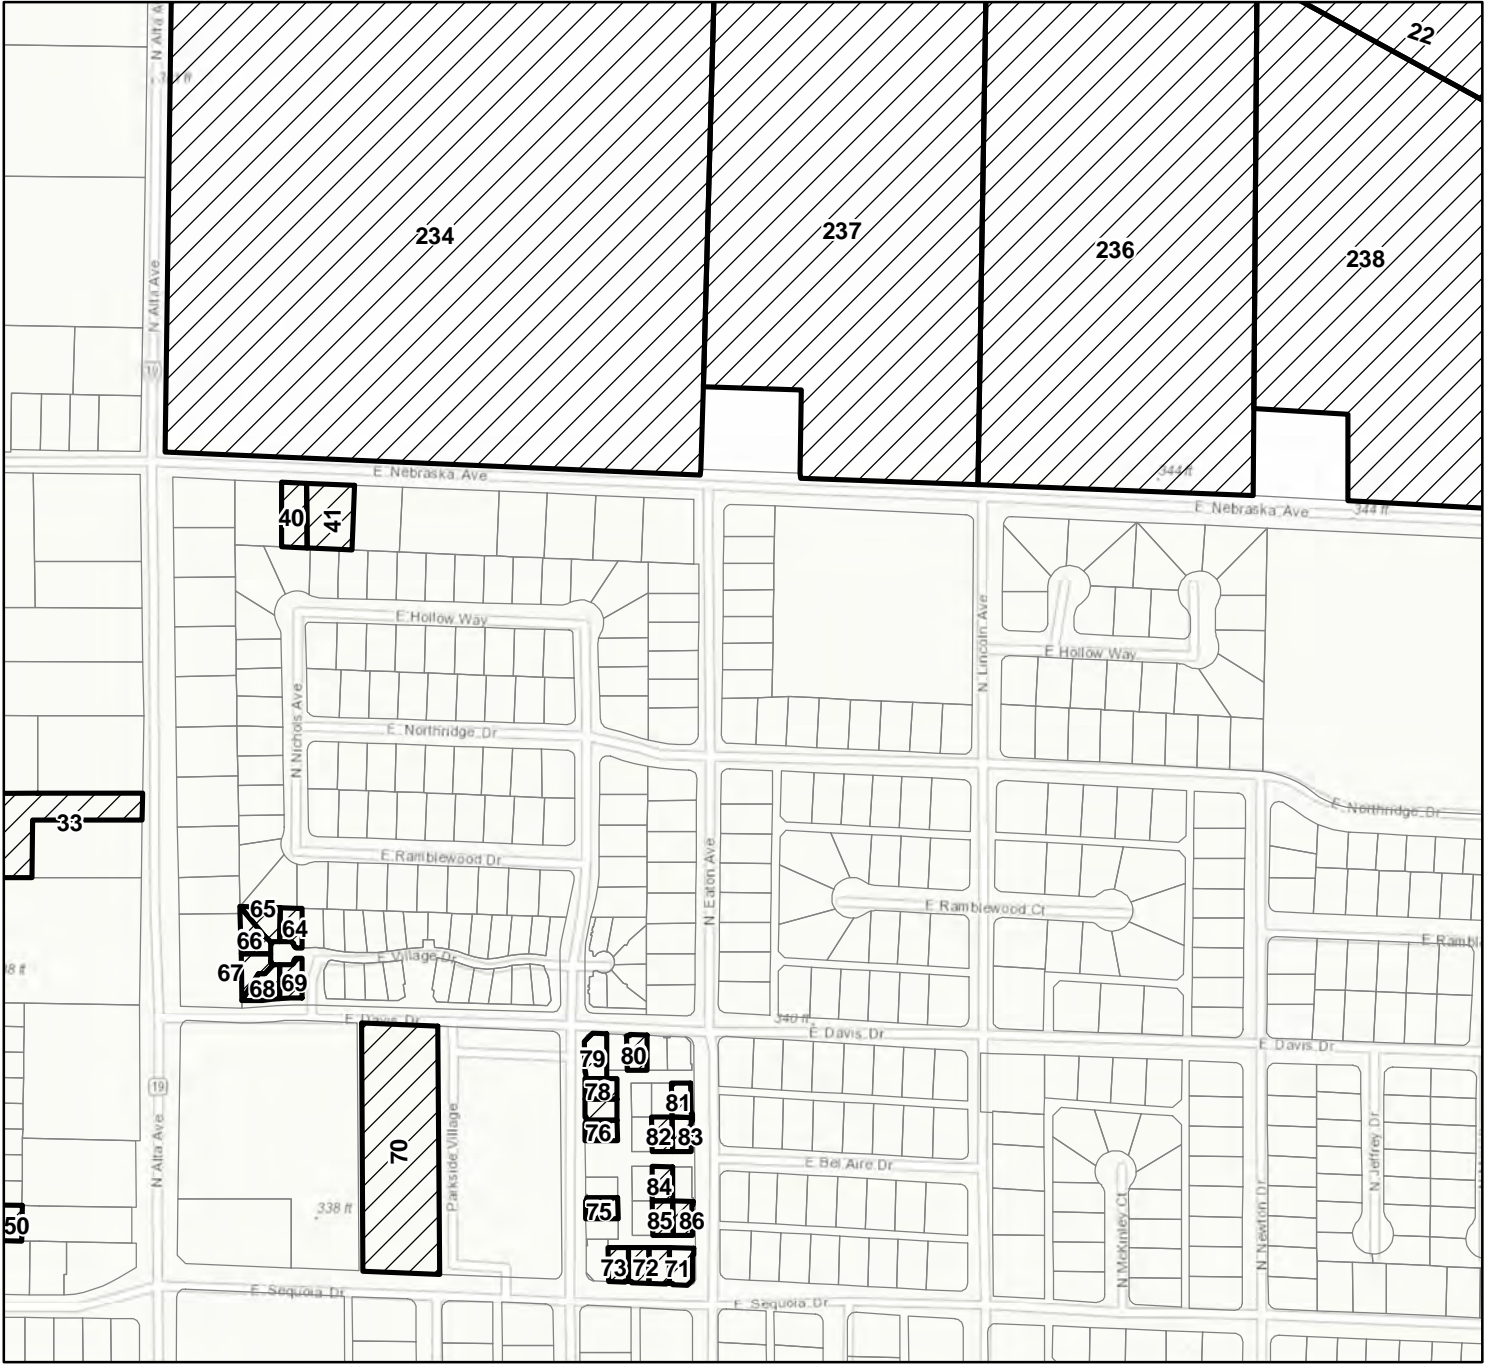 N Alta A
22
234
237
236
238
N Alta Ave
19
E Nebraska Ave
344 ft
E Nebraska Ave
344 ft
40
41
E Hollow Way
N Lincoln Ave
E Hollow Way
N Nichols Ave
E Northridge Dr
E Northridge Dr
33
N Eaton Ave
E Ramblewood Dr
65
64
66
E Ramblewood Ct
E Rambl
E Village Dr
67
69
68
8 ft
E Davis Dr
340 ft
E Davis Dr
E Davis Dr
79
80
78
81
76
82
83
19
N Alta Ave
Parkside Village
70
E Bel Aire Dr
N Jeffrey Dr
84
75
85
86
338 ft
50
N McKinley Ct
N Newton Dr
73
72
71
E Sequoia Dr
E Sequoia Dr